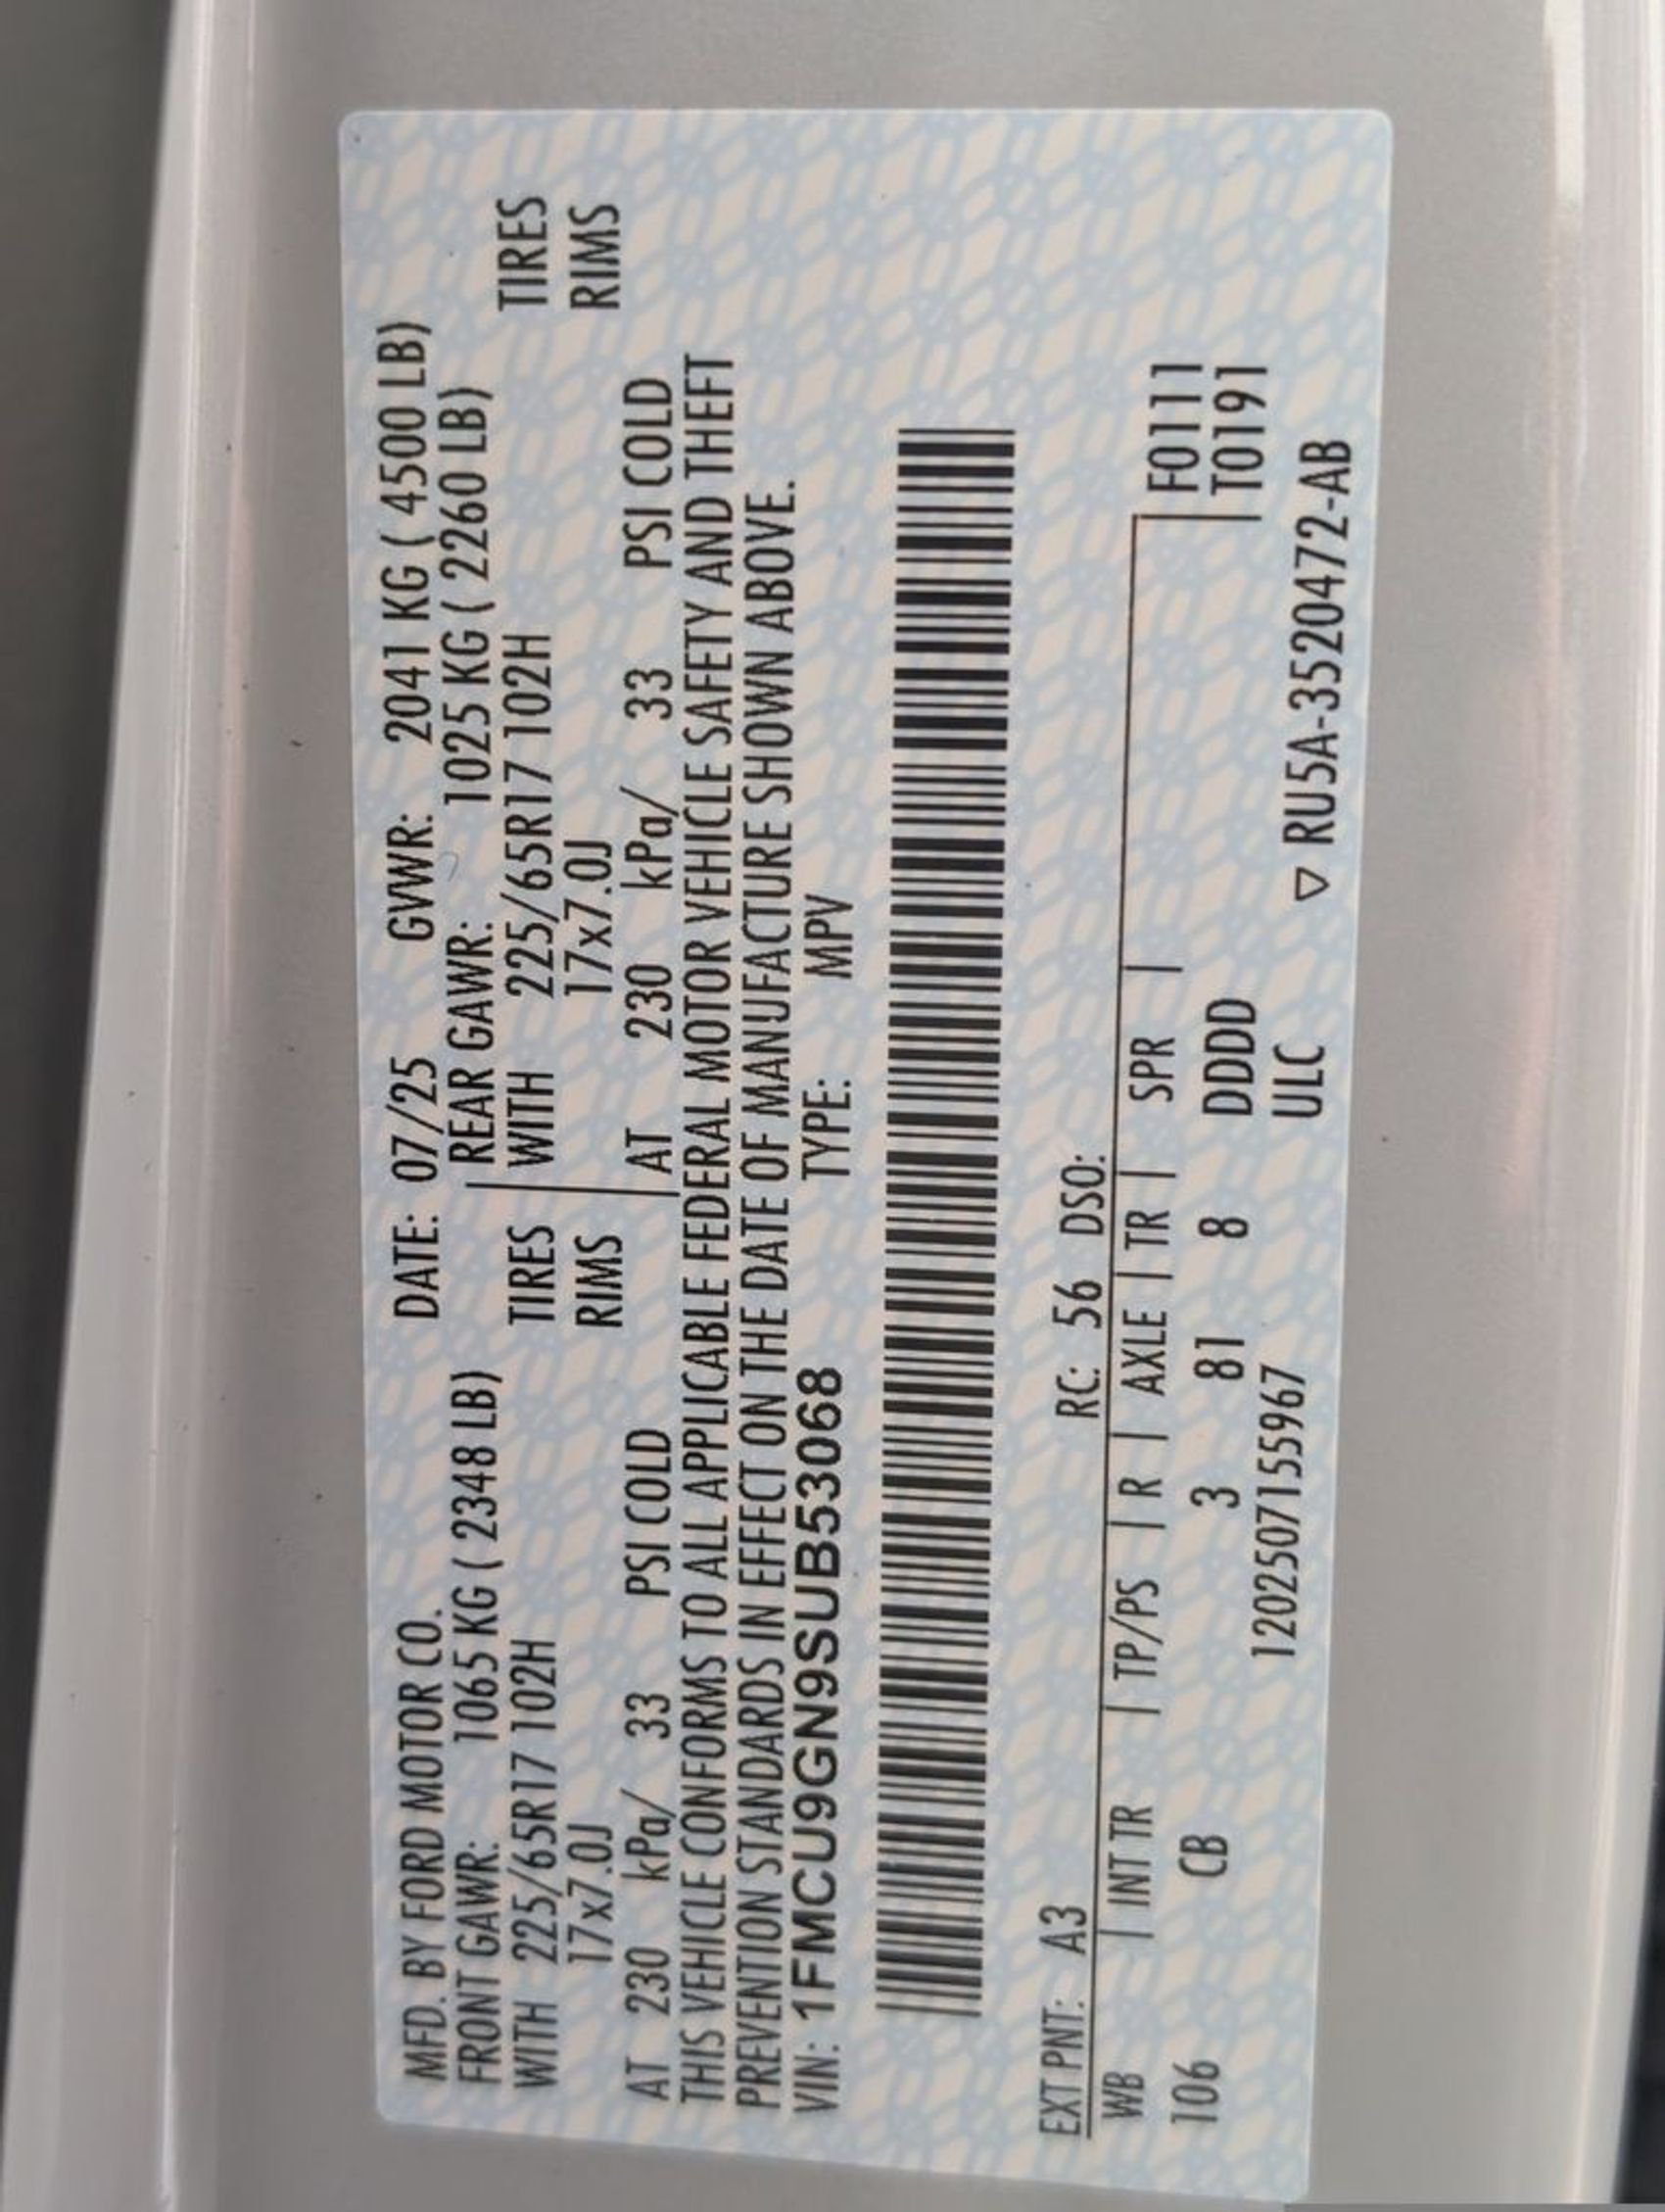 MFD. BY FORD MOTOR CO. DATE: 07/25 GVWR: 2041 KG ( 4500 LB)
FRONT GAWR: 1065 KG ( 2348 LB) REAR GAWR: 1025 KG ( 2260 LB)
WITH 225/65R17 102H TIRES WITH 225/65R17 102H TIRES
17x7.0J RIMS 17x7.0J RIMS
AT 230 kPa/ 33 PSI COLD AT 230 kPa/ 33 PSI COLD
THIS VEHICLE CONFORMS TO ALL APPLICABLE FEDERAL MOTOR VEHICLE SAFETY AND THEFT
PREVENTION STANDARDS IN EFFECT ON THE DATE OF MANUFACTURE SHOWN ABOVE.
VIN: 1FMCU9GN9SUB53068 TYPE: MPV
EXT PNT: A3 RC: 56 DSO:
WB | INT TR | TP/PS | R | AXLE | TR | SPR | F0111
106 CB 3 81 8 DDDD T0191
1202507155967 ULC ▽ RU5A-3520472-AB